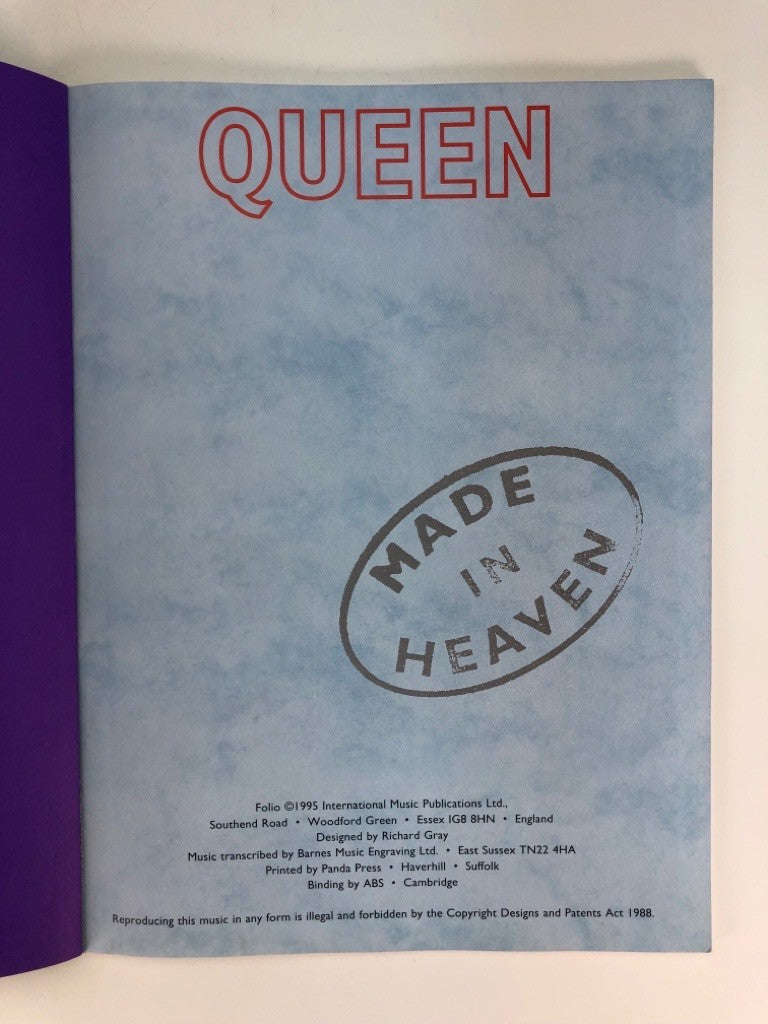 QUEEN
MADE
IN
HEAVEN
Folio ©1995 International Music Publications Ltd.,
Southend Road • Woodford Green • Essex IG8 8HN • England
Designed by Richard Gray
Music transcribed by Barnes Music Engraving Ltd. • East Sussex TN22 4HA
Printed by Panda Press • Haverhill • Suffolk
Binding by ABS • Cambridge
Reproducing this music in any form is illegal and forbidden by the Copyright Designs and Patents Act 1988.